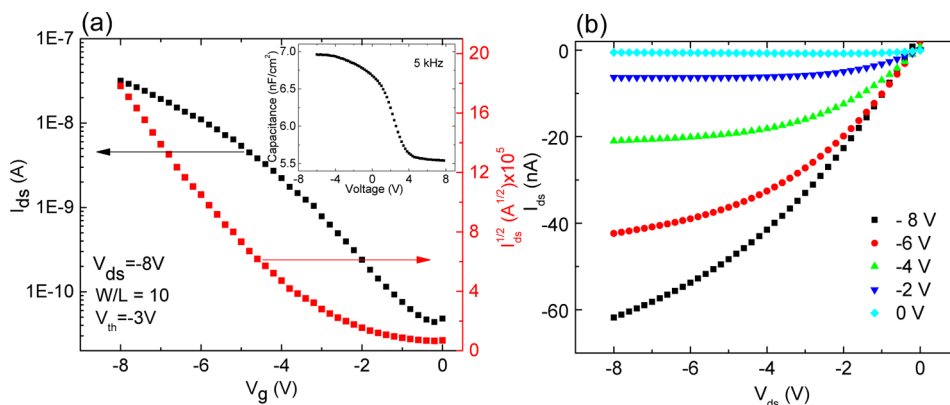 (a)
1E-7
1E-8
1E-9
1E-10
I_ds (A)
-8 -6 -4 -2 0
V_g (V)
V_ds=-8V
W/L = 10
V_th=-3V
20
16
12
8
4
0
I_ds^1/2 (A^1/2)x10^5
7.0
6.5
6.0
5.5
Capacitance (nF/cm^2)
5 kHz
-8 -4 0 4 8
Voltage (V)
(b)
0
-20
-40
-60
I_ds (nA)
-8 -6 -4 -2 0
V_ds (V)
- 8 V
-6 V
-4 V
-2 V
0 V